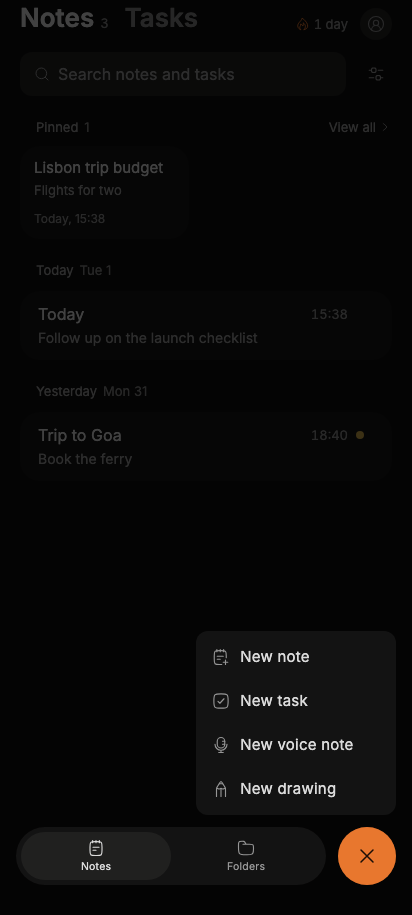 Notes 3 Tasks
1 day
Search notes and tasks
Pinned 1
View all
Lisbon trip budget
Flights for two
Today, 15:38
Today Tue 1
Today 15:38
Follow up on the launch checklist
Yesterday Mon 31
Trip to Goa 18:40
Book the ferry
New note
New task
New voice note
New drawing
Notes
Folders